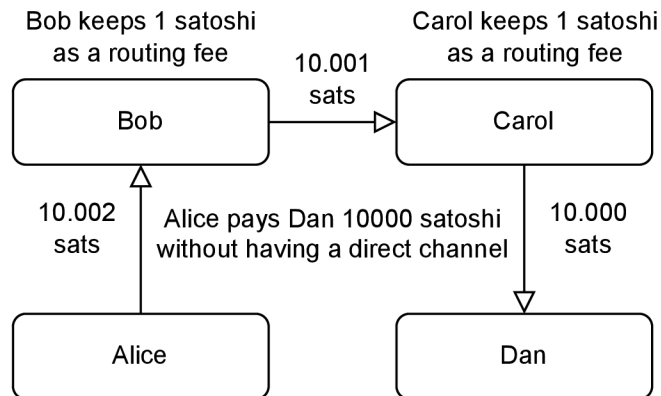 Bob keeps 1 satoshi
as a routing fee
Carol keeps 1 satoshi
as a routing fee
10.001
sats
Bob
Carol
10.002
sats
Alice pays Dan 10000 satoshi
without having a direct channel
10.000
sats
Alice
Dan